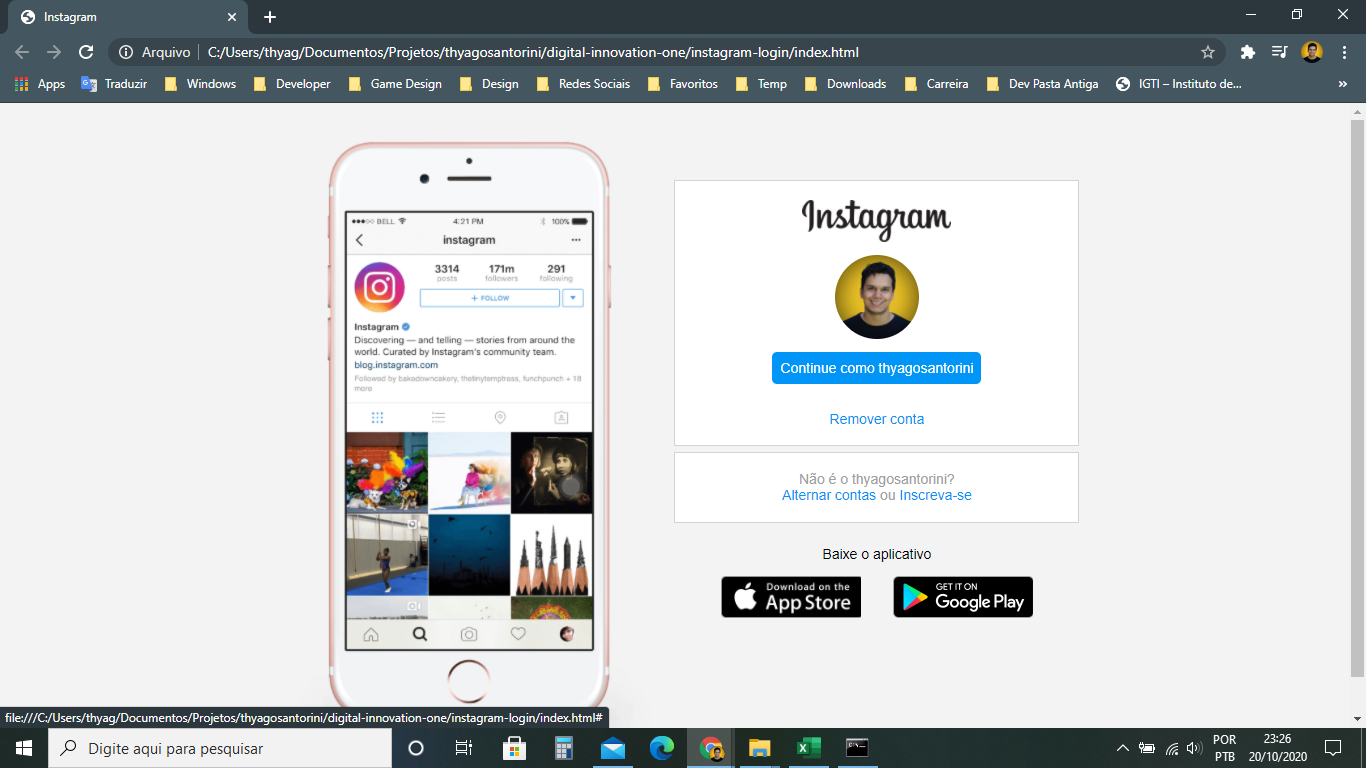 Instagram
Arquivo C:/Users/thyag/Documentos/Projetos/thyagosantorini/digital-innovation-one/instagram-login/index.html
Apps Traduzir Windows Developer Game Design Design Redes Sociais Favoritos Temp Downloads Carreira Dev Pasta Antiga IGTI – Instituto de... »
BELL 4:21 PM 100%
instagram
3314 171m 291
posts followers following
+ FOLLOW
Instagram
Discovering — and telling — stories from around the
world. Curated by Instagram's community team.
blog.instagram.com
Followed by bakedowncakery, thetinytemptress, funchpunch + 18
more
Instagram
Continue como thyagosantorini
Remover conta
Não é o thyagosantorini?
Alternar contas ou Inscreva-se
Baixe o aplicativo
Download on the
App Store
GET IT ON
Google Play
file:///C:/Users/thyag/Documentos/Projetos/thyagosantorini/digital-innovation-one/instagram-login/index.html#
Digite aqui para pesquisar
POR
PTB
23:26
20/10/2020